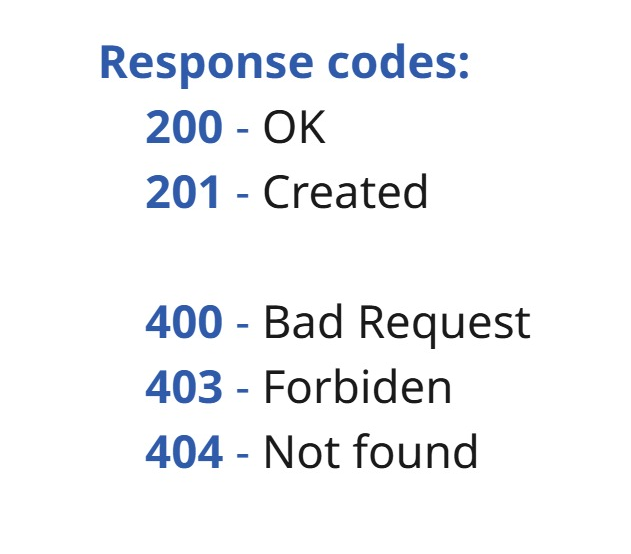 Response codes:
200 - OK
201 - Created
400 - Bad Request
403 - Forbiden
404 - Not found